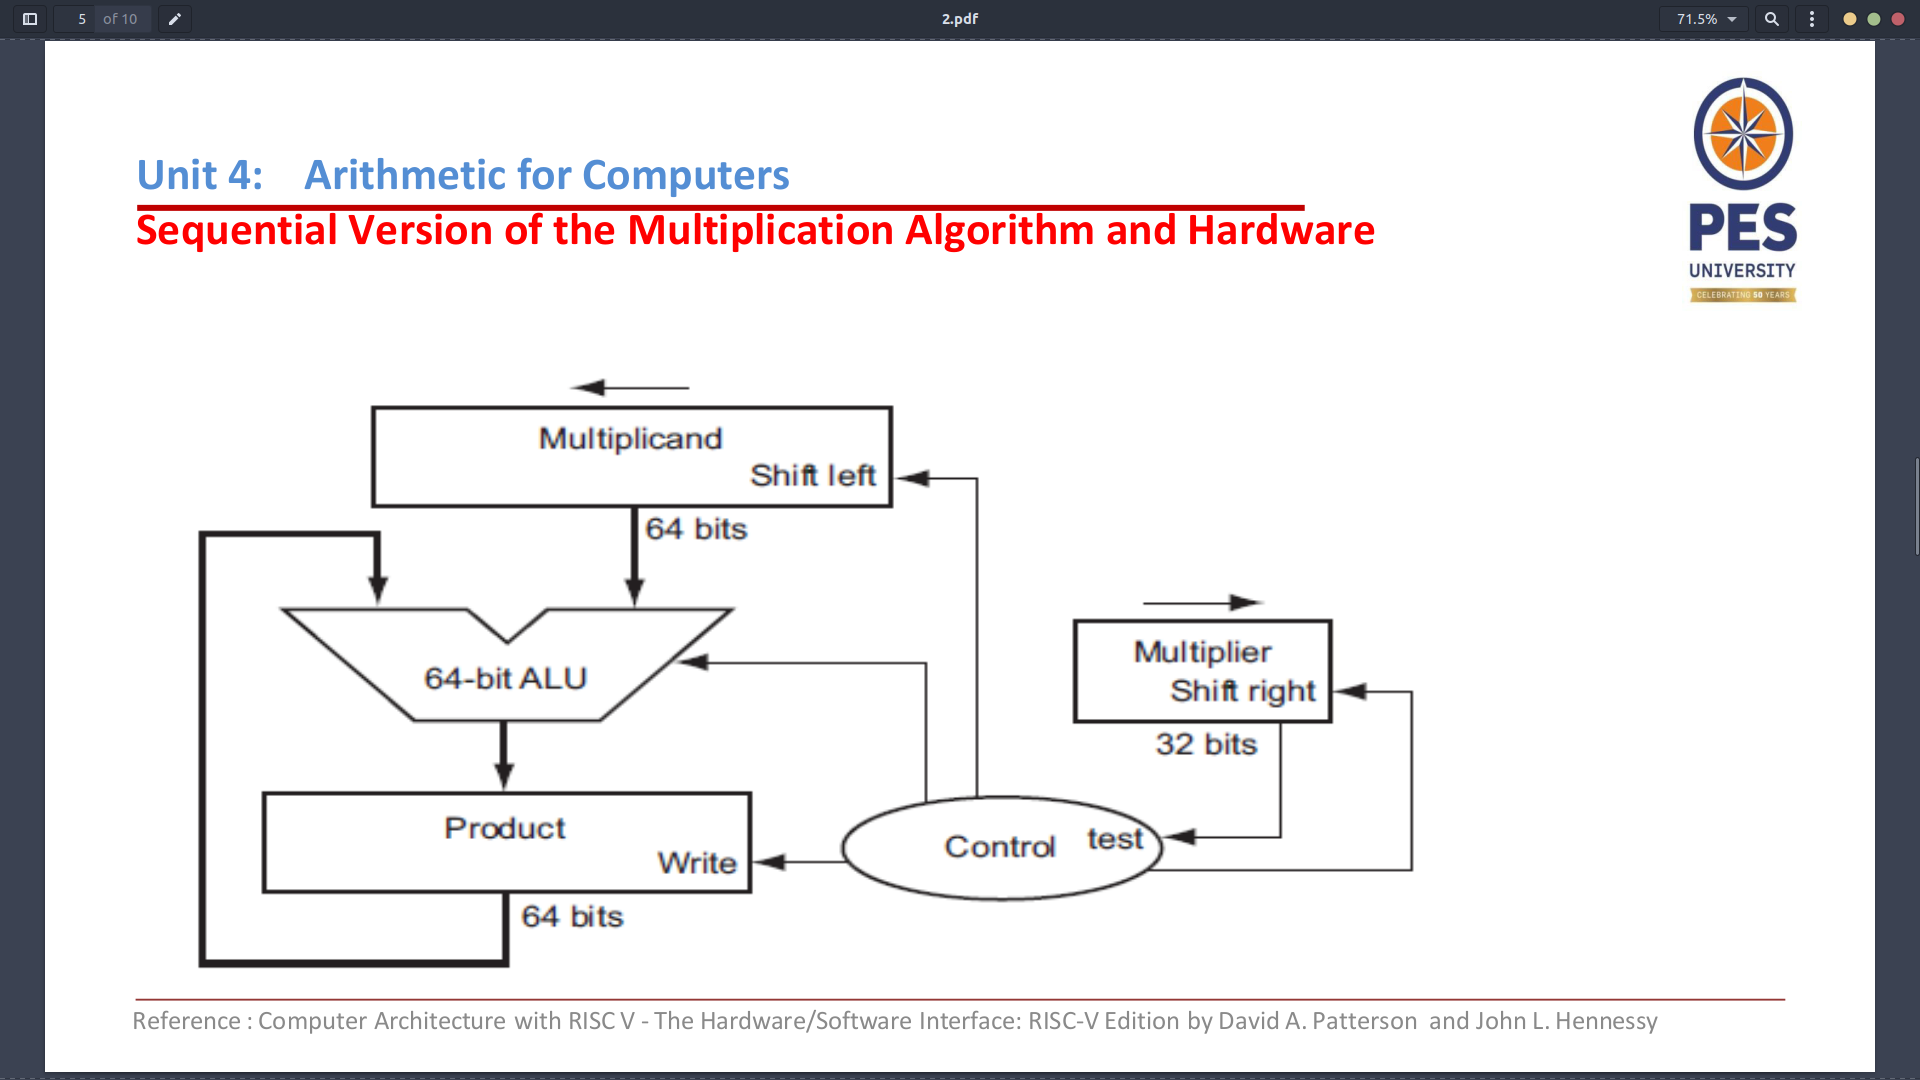 5 of 10
2.pdf
71.5%
Unit 4: Arithmetic for Computers
Sequential Version of the Multiplication Algorithm and Hardware
PES
UNIVERSITY
CELEBRATING 50 YEARS
Multiplicand
Shift left
64 bits
64-bit ALU
Multiplier
Shift right
32 bits
Product
Write
Control test
64 bits
Reference : Computer Architecture with RISC V - The Hardware/Software Interface: RISC-V Edition by David A. Patterson and John L. Hennessy